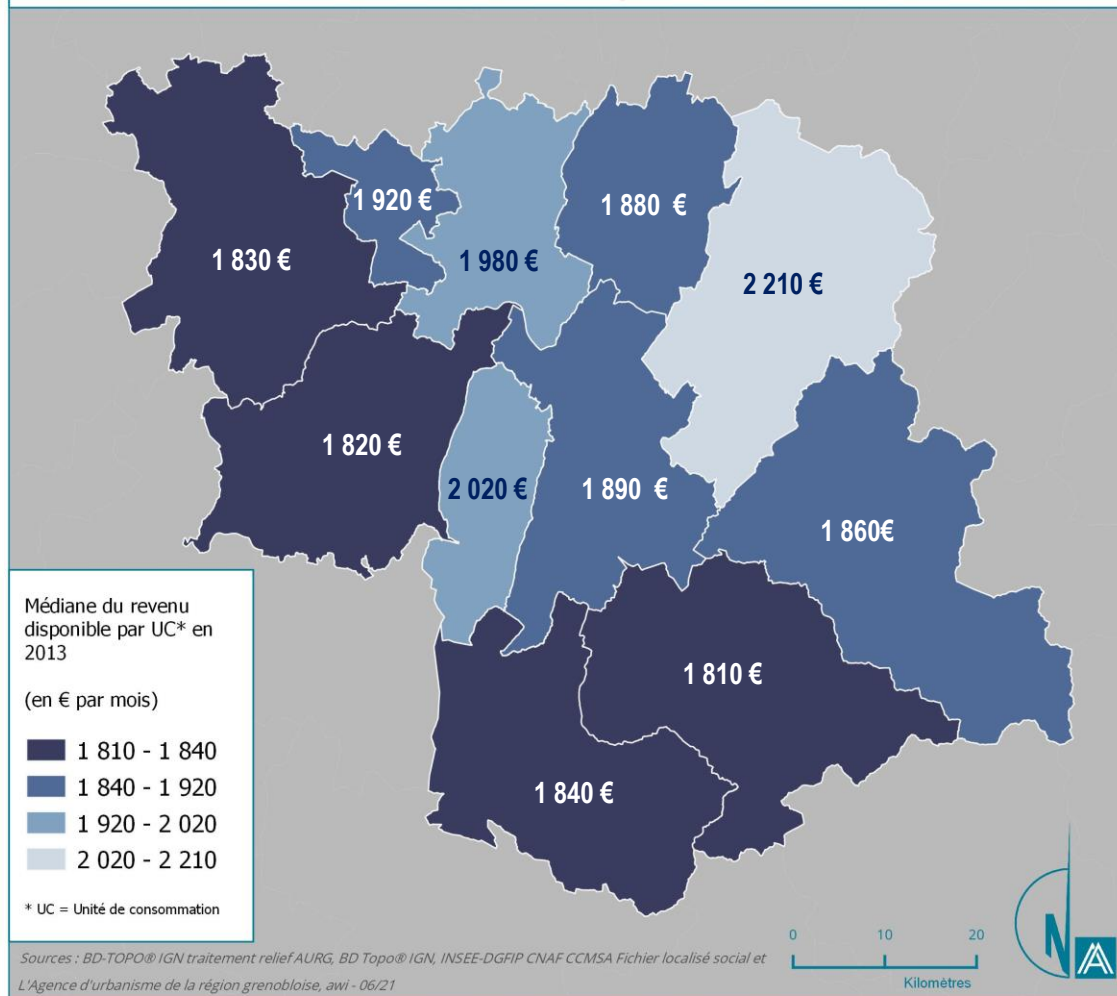 1 920 €
1 880 €
1 830 €
1 980 €
2 210 €
1 820 €
2 020 €
1 890 €
1 860€
1 810 €
1 840 €
Médiane du revenu
disponible par UC* en
2013
(en € par mois)
1 810 - 1 840
1 840 - 1 920
1 920 - 2 020
2 020 - 2 210
* UC = Unité de consommation
0 10 20
Kilomètres
N
Sources : BD-TOPO® IGN traitement relief AURG, BD Topo® IGN, INSEE-DGFIP CNAF CCMSA Fichier localisé social et
L'Agence d'urbanisme de la région grenobloise, awi - 06/21